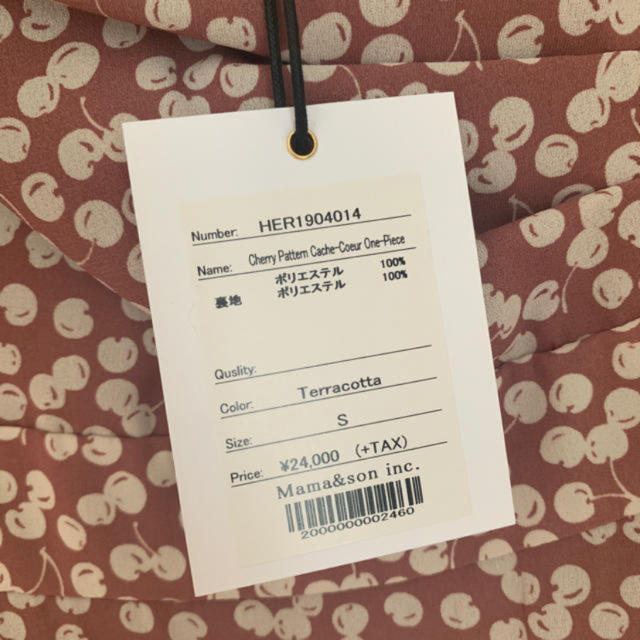 Number: HER1904014
Name: Cherry Pattern Cache-Coeur One-Piece
ポリエステル 100%
裏地 ポリエステル 100%
Quslity:
Color: Terracotta
Size: S
Price: ¥24,000 (+TAX)
Mama&son inc.
2000000002460